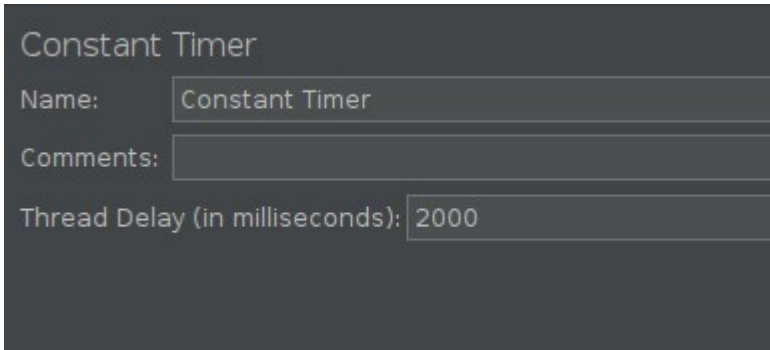 Constant Timer
Name: Constant Timer
Comments:
Thread Delay (in milliseconds): 2000